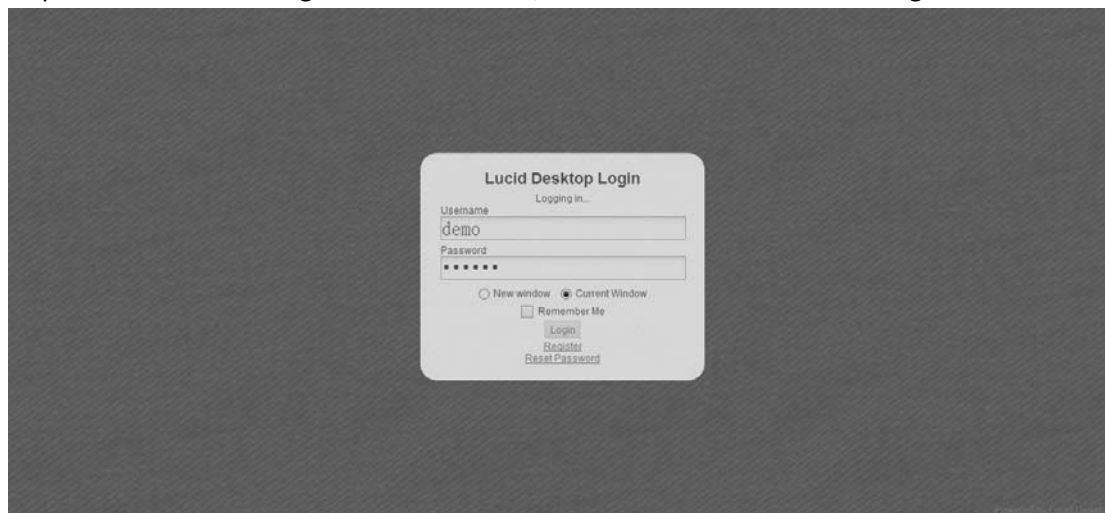 Lucid Desktop Login
Logging in...
Username
demo
Password
New window Current Window
Remember Me
Login
Register
Reset Password